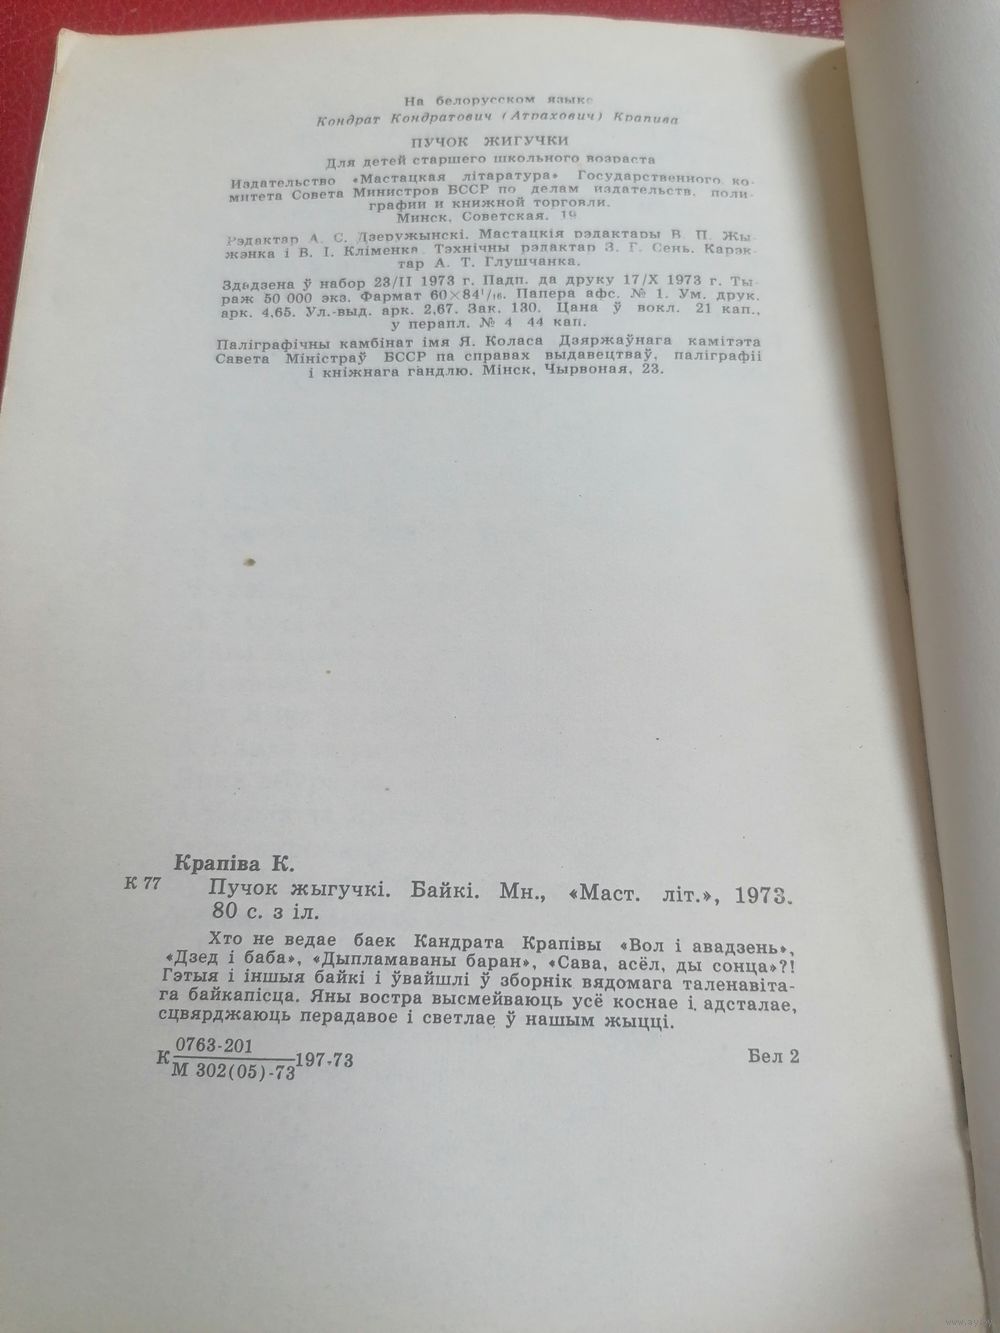 На белорусском языке
Кондрат Кондратович (Атрахович) Крапива
ПУЧОК ЖИГУЧКИ
Для детей старшего школьного возраста
Издательство «Мастацкая літаратура» Государственного ко-
митета Совета Министров БССР по делам издательств, поли-
графии и книжной торговли.
Минск, Советская, 19
Рэдактар А. С. Дзеружынскі. Мастацкія рэдактары В. П. Жы-
жэнка і В. І. Кліменка. Тэхнічны рэдактар З. Г. Сень. Карэк-
тар А. Т. Глушчанка.
Здадзена ў набор 23/II 1973 г. Падп. да друку 17/X 1973 г. Ты-
раж 50 000 экз. Фармат 60×84¹/₁₆. Папера афс. № 1. Ум. друк.
арк. 4,65. Ул.-выд. арк. 2,67. Зак. 130. Цана ў вокл. 21 кап.,
у перапл. № 4 44 кап.
Паліграфічны камбінат імя Я. Коласа Дзяржаўнага камітэта
Савета Міністраў БССР па справах выдавецтваў, паліграфіі
і кніжнага гандлю. Мінск, Чырвоная, 23.
Крапіва К.
К 77 Пучок жыгучкі. Байкі. Мн., «Маст. літ.», 1973.
80 с. з іл.
Хто не ведае баек Кандрата Крапівы «Вол і авадзень»,
«Дзед і баба», «Дыпламаваны баран», «Сава, асёл, ды сонца»?!
Гэтыя і іншыя байкі і ўвайшлі ў зборнік вядомага таленавіта-
га байкапісца. Яны востра высмейваюць усё коснае і адсталае,
сцвярджаюць перадавое і светлае ў нашым жыцці.
К 0763-201 197-73 Бел 2
М 302(05)-73
www.ay.by